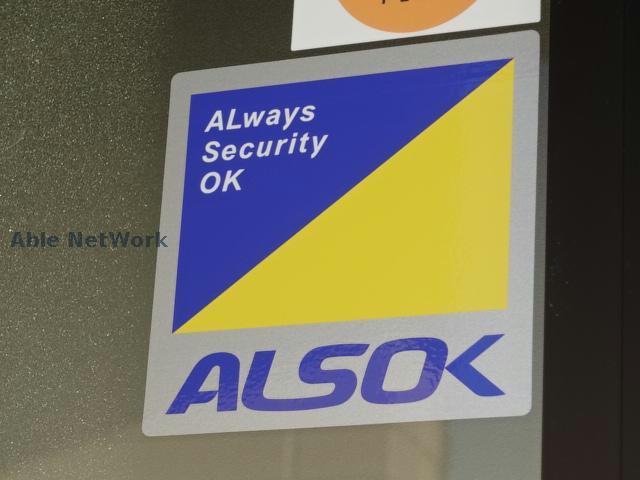 ALways
Security
OK
Able NetWork
ALSOK